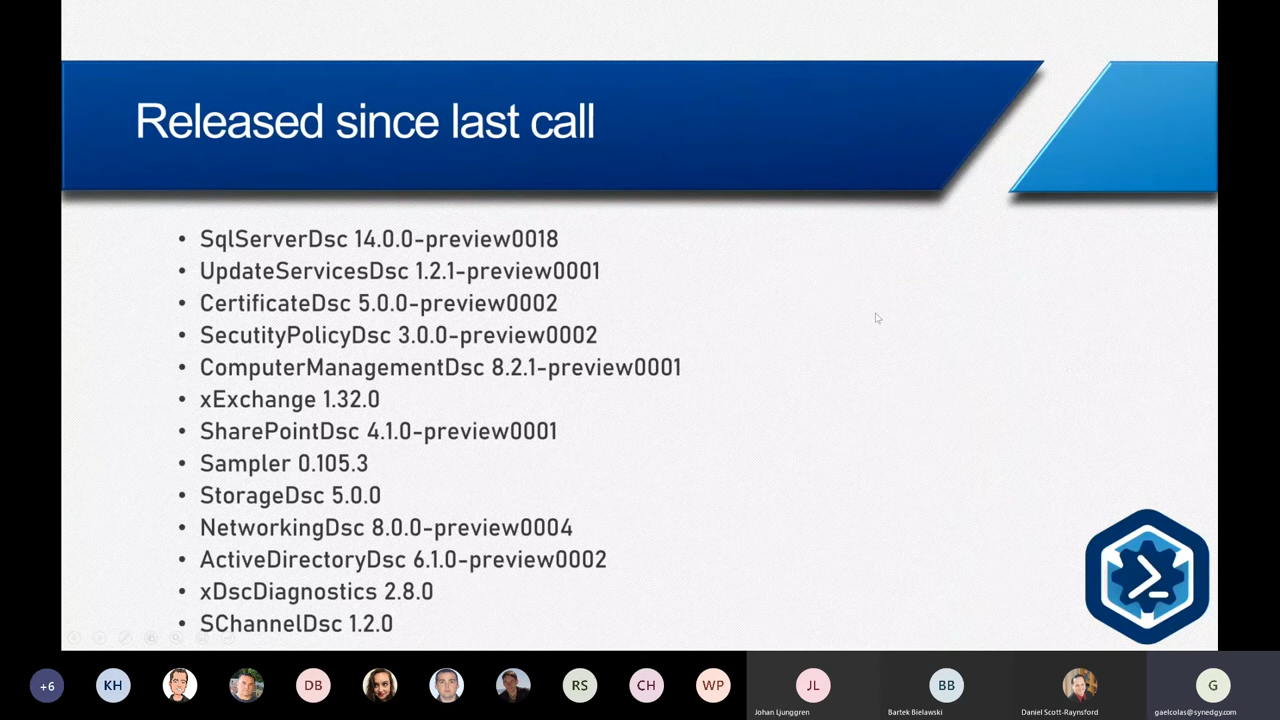 Released since last call
• SqlServerDsc 14.0.0-preview0018
• UpdateServicesDsc 1.2.1-preview0001
• CertificateDsc 5.0.0-preview0002
• SecutityPolicyDsc 3.0.0-preview0002
• ComputerManagementDsc 8.2.1-preview0001
• xExchange 1.32.0
• SharePointDsc 4.1.0-preview0001
• Sampler 0.105.3
• StorageDsc 5.0.0
• NetworkingDsc 8.0.0-preview0004
• ActiveDirectoryDsc 6.1.0-preview0002
• xDscDiagnostics 2.8.0
• SChannelDsc 1.2.0
+6 KH DB RS CH WP JL BB G
Johan Ljunggren Bartek Bielawski Daniel Scott-Raynsford gaelcolas@synedgy.com